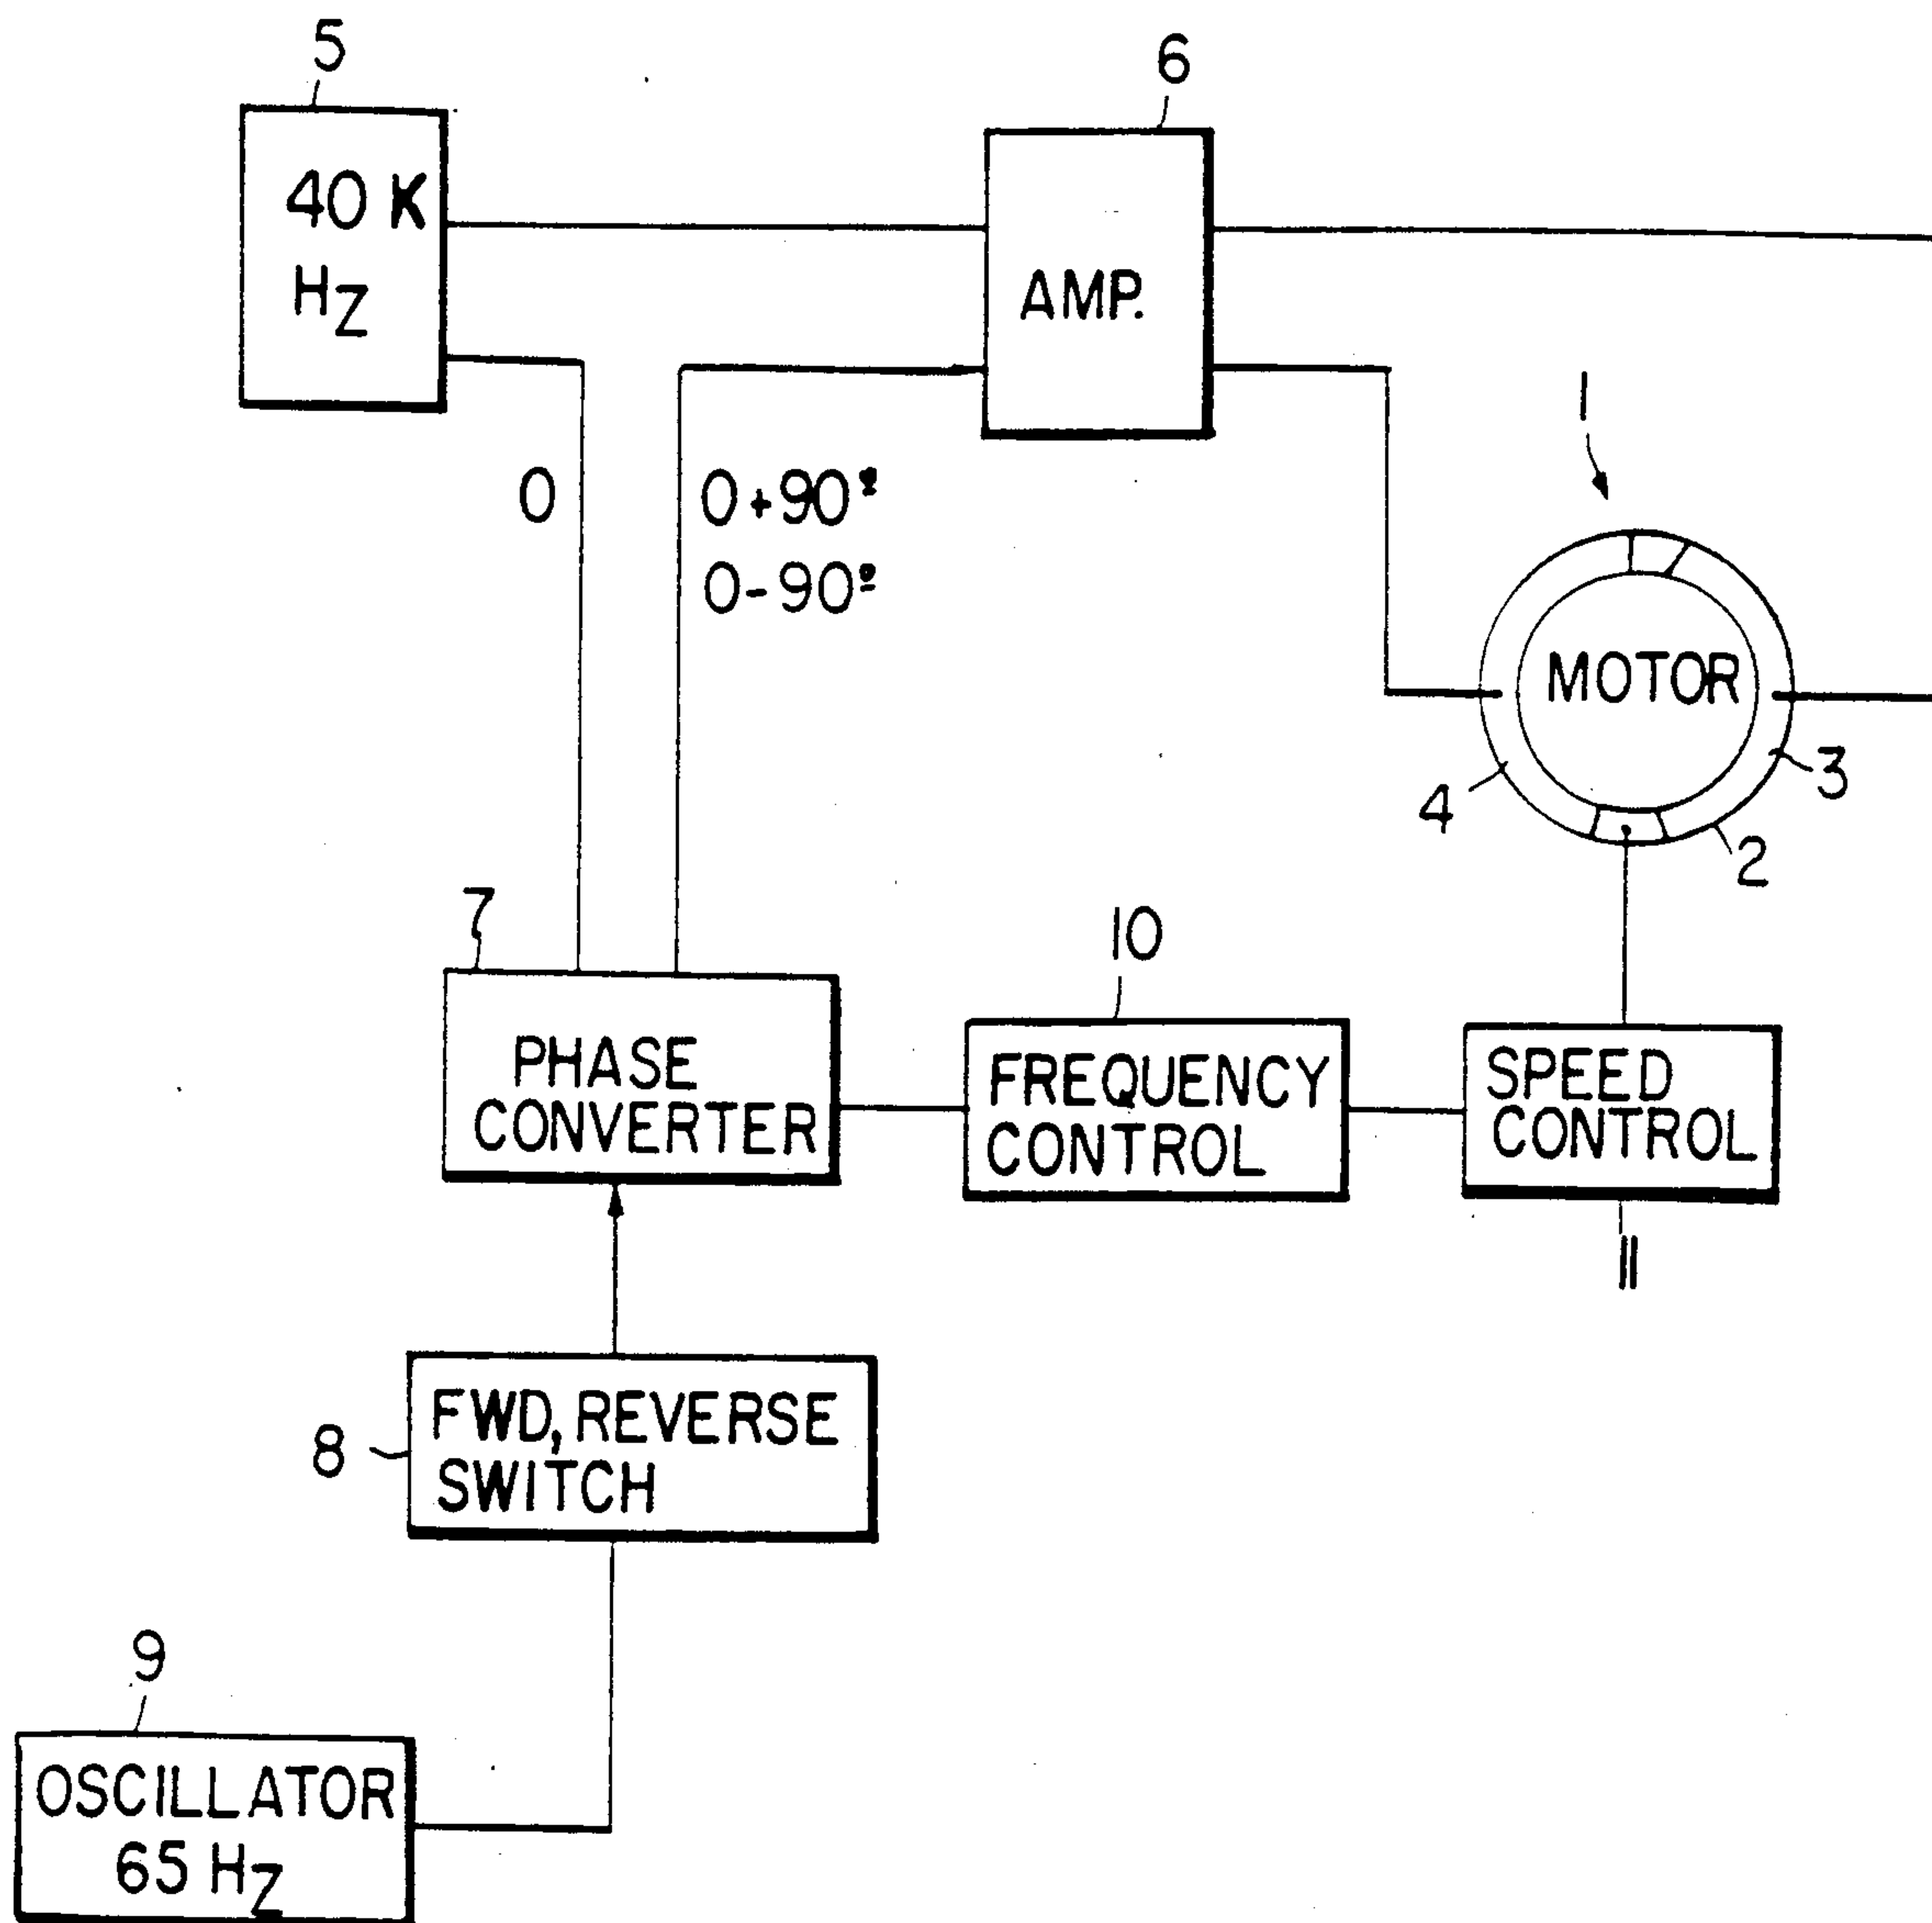 5
6
40 K
Hz
AMP.
1
0
0+90°
0-90°
MOTOR
3
4
2
7
10
PHASE
CONVERTER
FREQUENCY
CONTROL
SPEED
CONTROL
11
8
FWD, REVERSE
SWITCH
9
OSCILLATOR
65 Hz